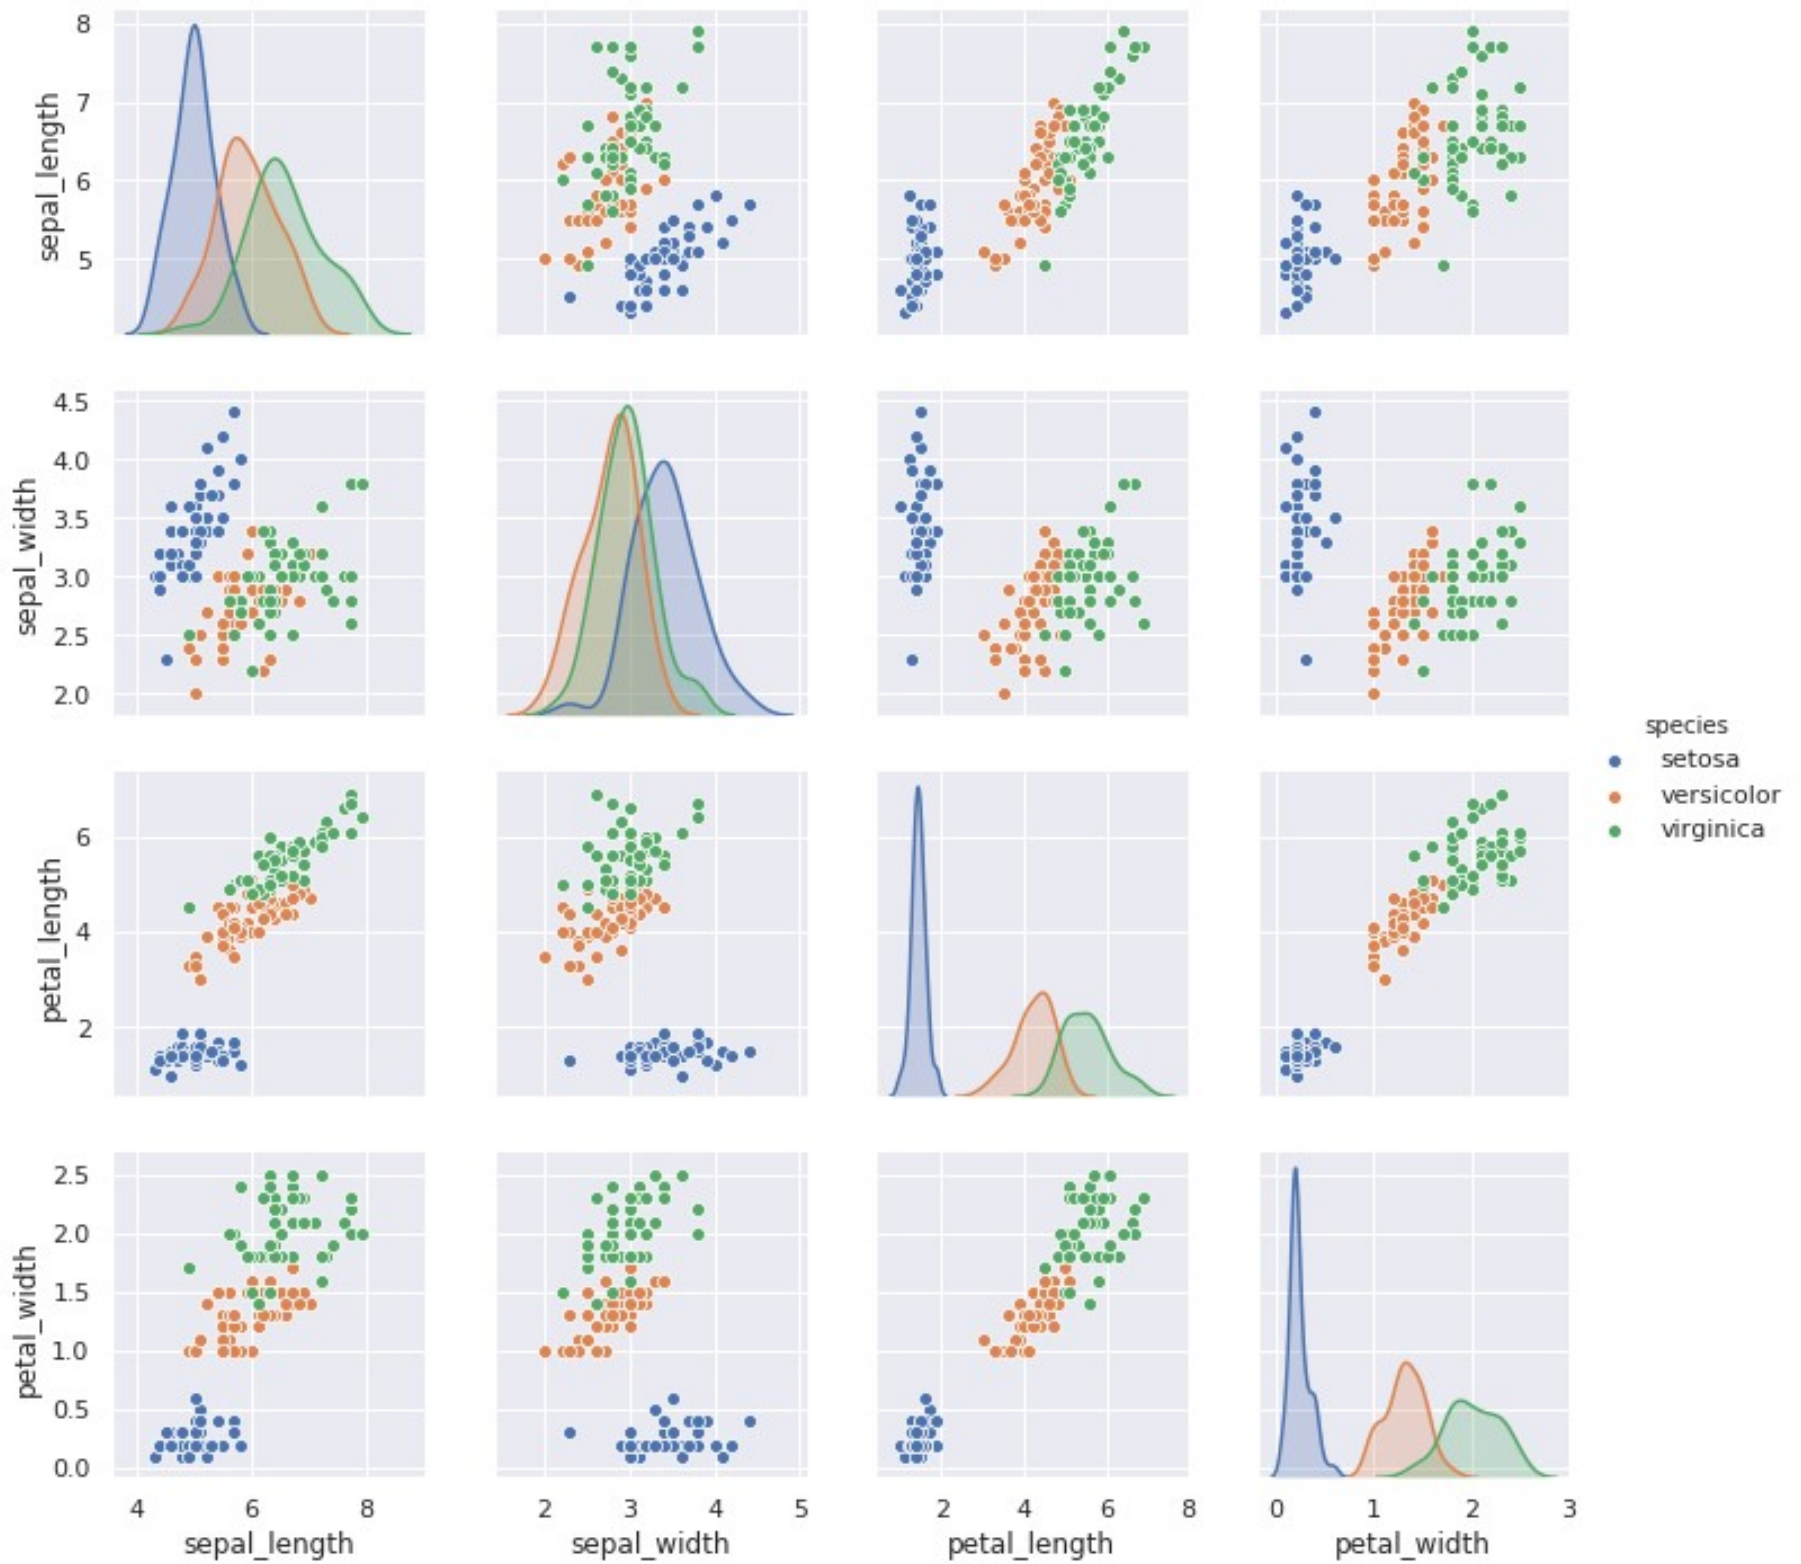 sepal_length
8
7
6
5
sepal_width
4.5
4.0
3.5
3.0
2.5
2.0
species
setosa
versicolor
virginica
petal_length
6
4
2
petal_width
2.5
2.0
1.5
1.0
0.5
0.0
4 6 8
2 3 4 5
2 4 6 8
0 1 2 3
sepal_length
sepal_width
petal_length
petal_width